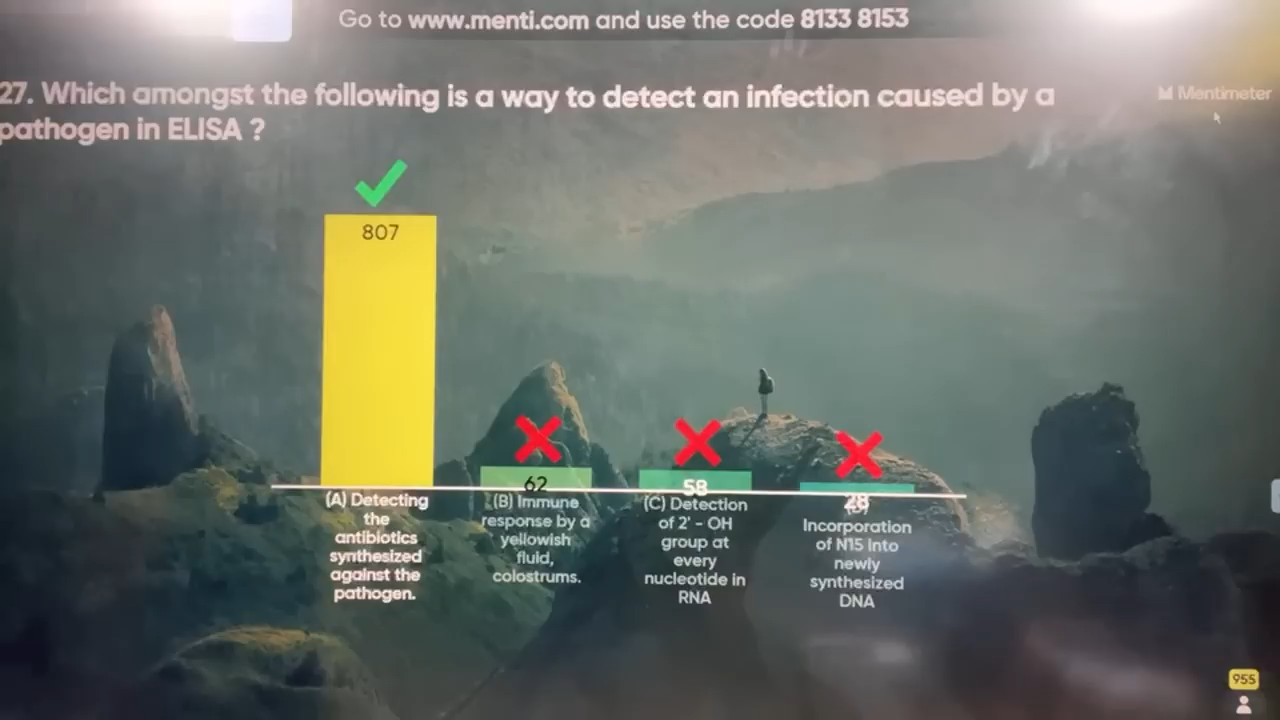 Go to www.menti.com and use the code 8133 8153
27. Which amongst the following is a way to detect an infection caused by a
pathogen in ELISA ?
Mentimeter
807
62
58
28
(A) Detecting
the
antibiotics
synthesized
against the
pathogen.
(B) Immune
response by a
yellowish
fluid,
colostrums.
(C) Detection
of 2' - OH
group at
every
nucleotide in
RNA
Incorporation
of N15 into
newly
synthesized
DNA
955